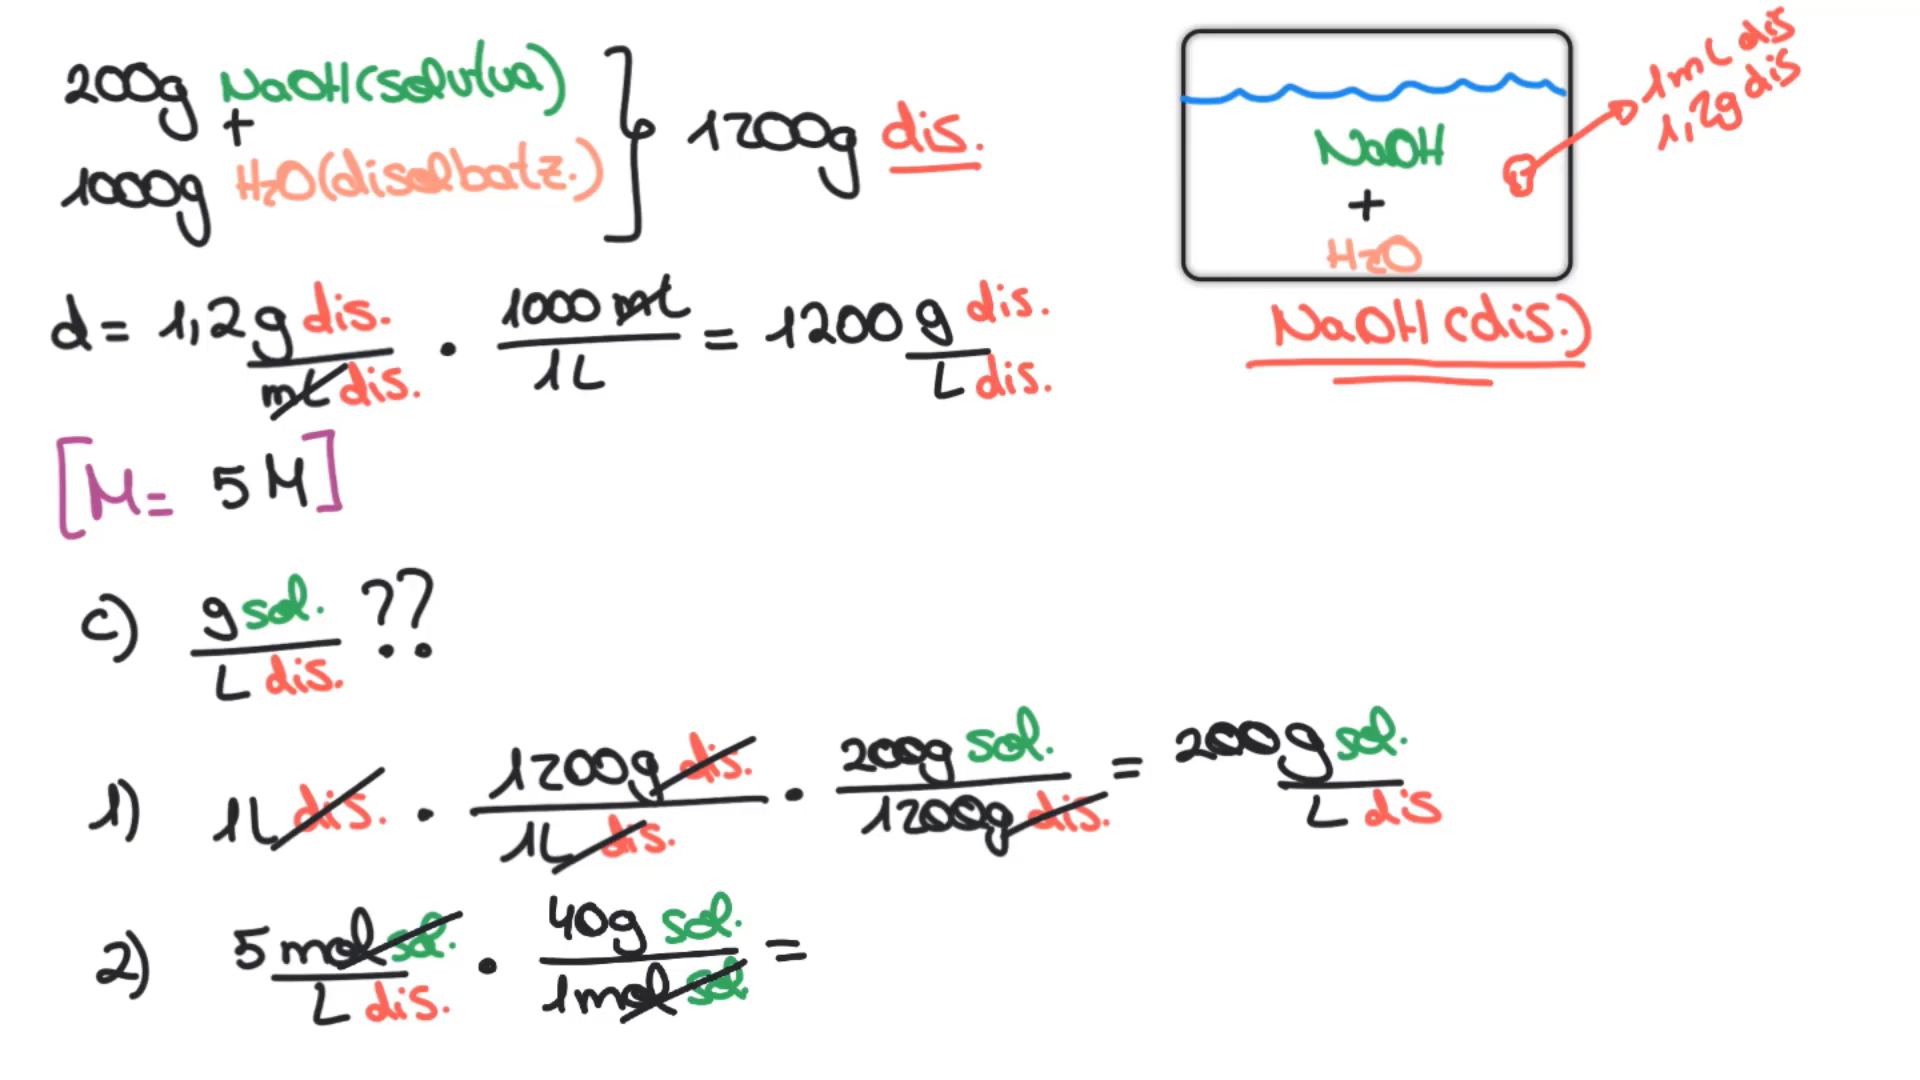 200g NaOH(solutua)
+
1000g H2O(disolbatz.)
1200g dis.
d = 1,2 g dis. / mL dis. · 1000 mL / 1L = 1200 g dis. / L dis.
[M = 5 M]
c) g sol. / L dis. ??
1) 1L dis. · 1200g dis. / 1L dis. · 200g sol. / 1200g dis. = 200g sol. / L dis
2) 5 mol sol. / L dis. · 40g sol. / 1mol sol =
1mL dis
1,2g dis
NaOH
+
H2O
NaOH (dis.)